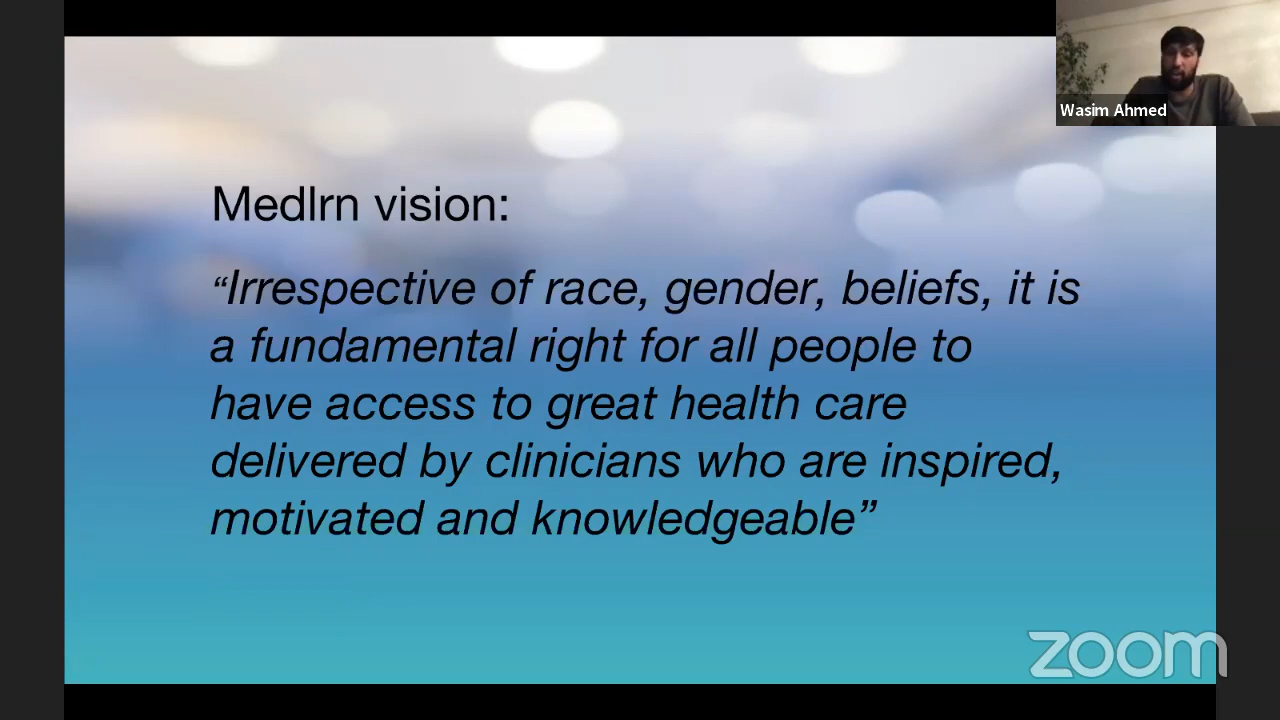 Wasim Ahmed
Medlrn vision:
“Irrespective of race, gender, beliefs, it is
a fundamental right for all people to
have access to great health care
delivered by clinicians who are inspired,
motivated and knowledgeable”
zoom